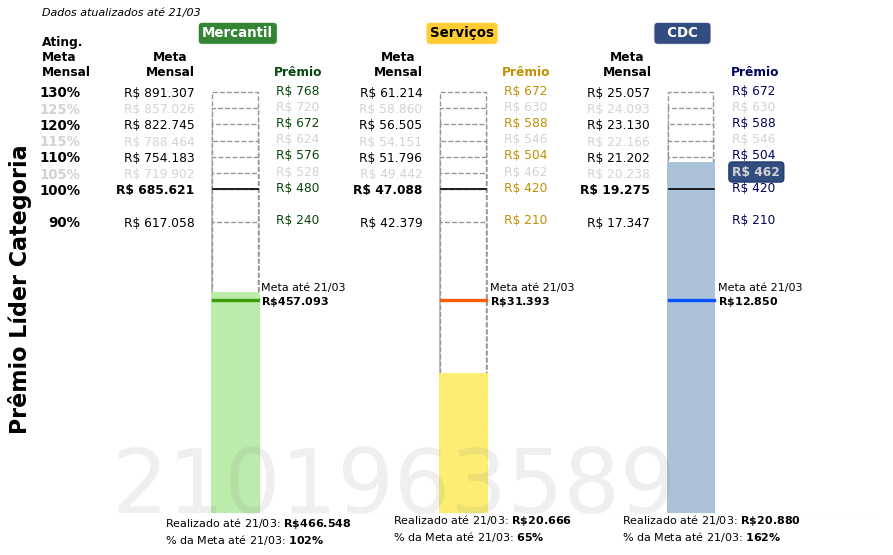 Dados atualizados até 21/03
Mercantil Serviços CDC
Ating.
Meta Meta Meta Meta
Mensal Mensal Prêmio Mensal Prêmio Mensal Prêmio
130% R$ 891.307 R$ 768 R$ 61.214 R$ 672 R$ 25.057 R$ 672
125% R$ 857.026 R$ 720 R$ 58.860 R$ 630 R$ 24.093 R$ 630
120% R$ 822.745 R$ 672 R$ 56.505 R$ 588 R$ 23.130 R$ 588
115% R$ 788.464 R$ 624 R$ 54.151 R$ 546 R$ 22.166 R$ 546
110% R$ 754.183 R$ 576 R$ 51.796 R$ 504 R$ 21.202 R$ 504
105% R$ 719.902 R$ 528 R$ 49.442 R$ 462 R$ 20.238 R$ 462
100% R$ 685.621 R$ 480 R$ 47.088 R$ 420 R$ 19.275 R$ 420
90% R$ 617.058 R$ 240 R$ 42.379 R$ 210 R$ 17.347 R$ 210
Prêmio Líder Categoria
Meta até 21/03 Meta até 21/03 Meta até 21/03
R$457.093 R$31.393 R$12.850
2101963589
Realizado até 21/03: R$466.548 Realizado até 21/03: R$20.666 Realizado até 21/03: R$20.880
% da Meta até 21/03: 102% % da Meta até 21/03: 65% % da Meta até 21/03: 162%